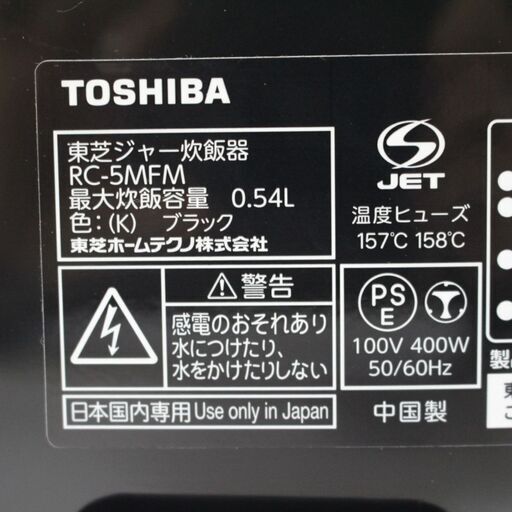 TOSHIBA
東芝ジャー炊飯器
RC-5MFM
最大炊飯容量 0.54L
色：(K) ブラック
東芝ホームテクノ株式会社
S
JET
温度ヒューズ
157℃ 158℃
警告
感電のおそれあり
水につけたり、
水をかけたりしない
PS
E
100V 400W
50/60Hz
日本国内専用 Use only in Japan
中国製
製
東